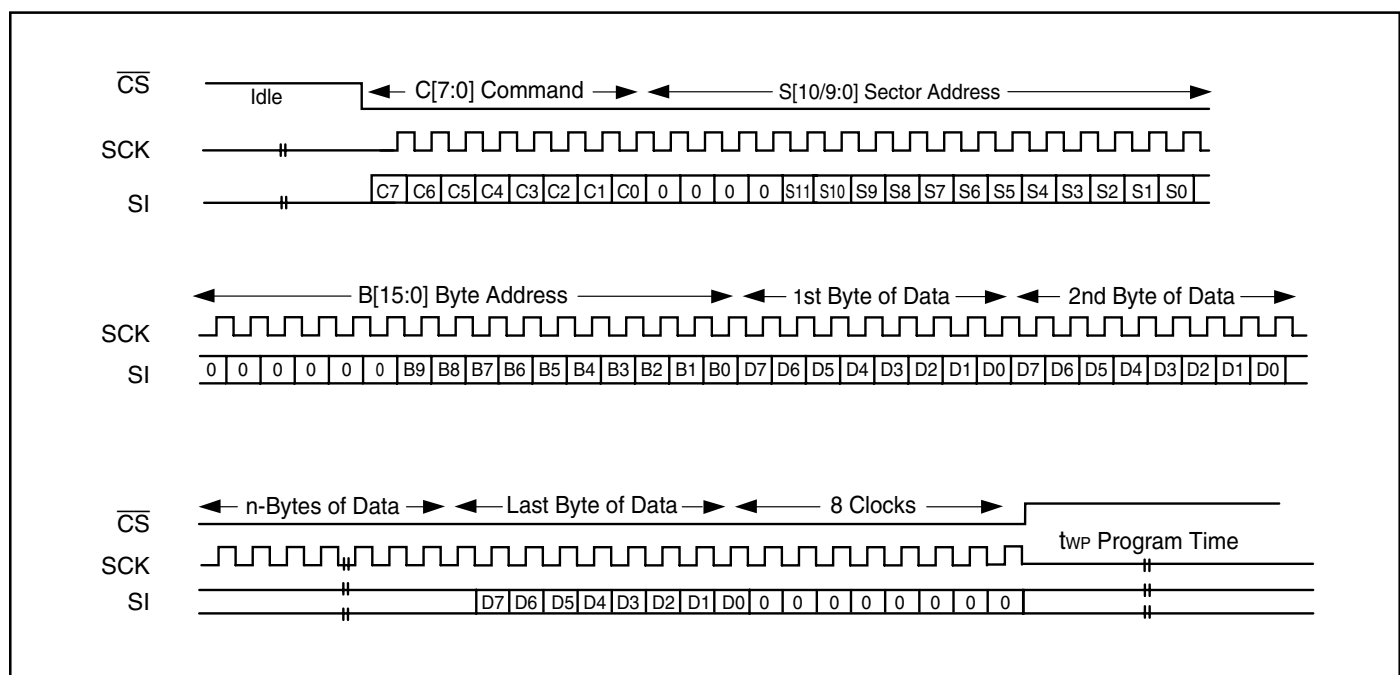 CS Idle C[7:0] Command S[10/9:0] Sector Address
SCK
SI C7 C6 C5 C4 C3 C2 C1 C0 0 0 0 0 S11 S10 S9 S8 S7 S6 S5 S4 S3 S2 S1 S0
B[15:0] Byte Address 1st Byte of Data 2nd Byte of Data
SCK
SI 0 0 0 0 0 0 B9 B8 B7 B6 B5 B4 B3 B2 B1 B0 D7 D6 D5 D4 D3 D2 D1 D0 D7 D6 D5 D4 D3 D2 D1 D0
n-Bytes of Data Last Byte of Data 8 Clocks
CS
SCK tWP Program Time
SI D7 D6 D5 D4 D3 D2 D1 D0 0 0 0 0 0 0 0 0